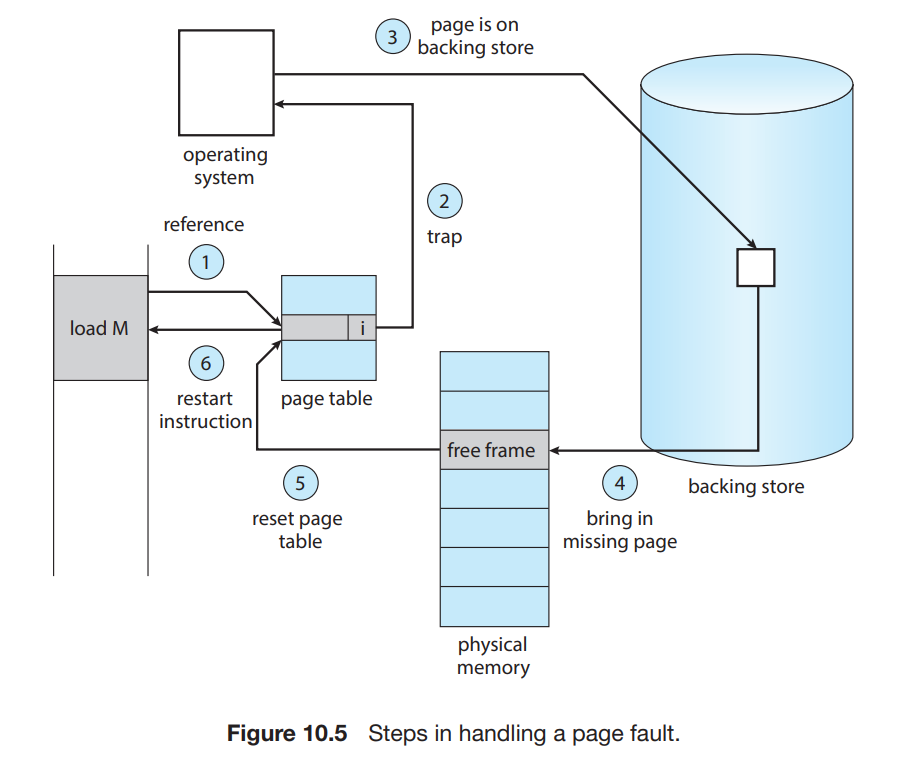 3
page is on
backing store
operating
system
2
trap
reference
1
load M
i
6
restart
instruction
page table
free frame
5
reset page
table
4
bring in
missing page
backing store
physical
memory
Figure 10.5 Steps in handling a page fault.